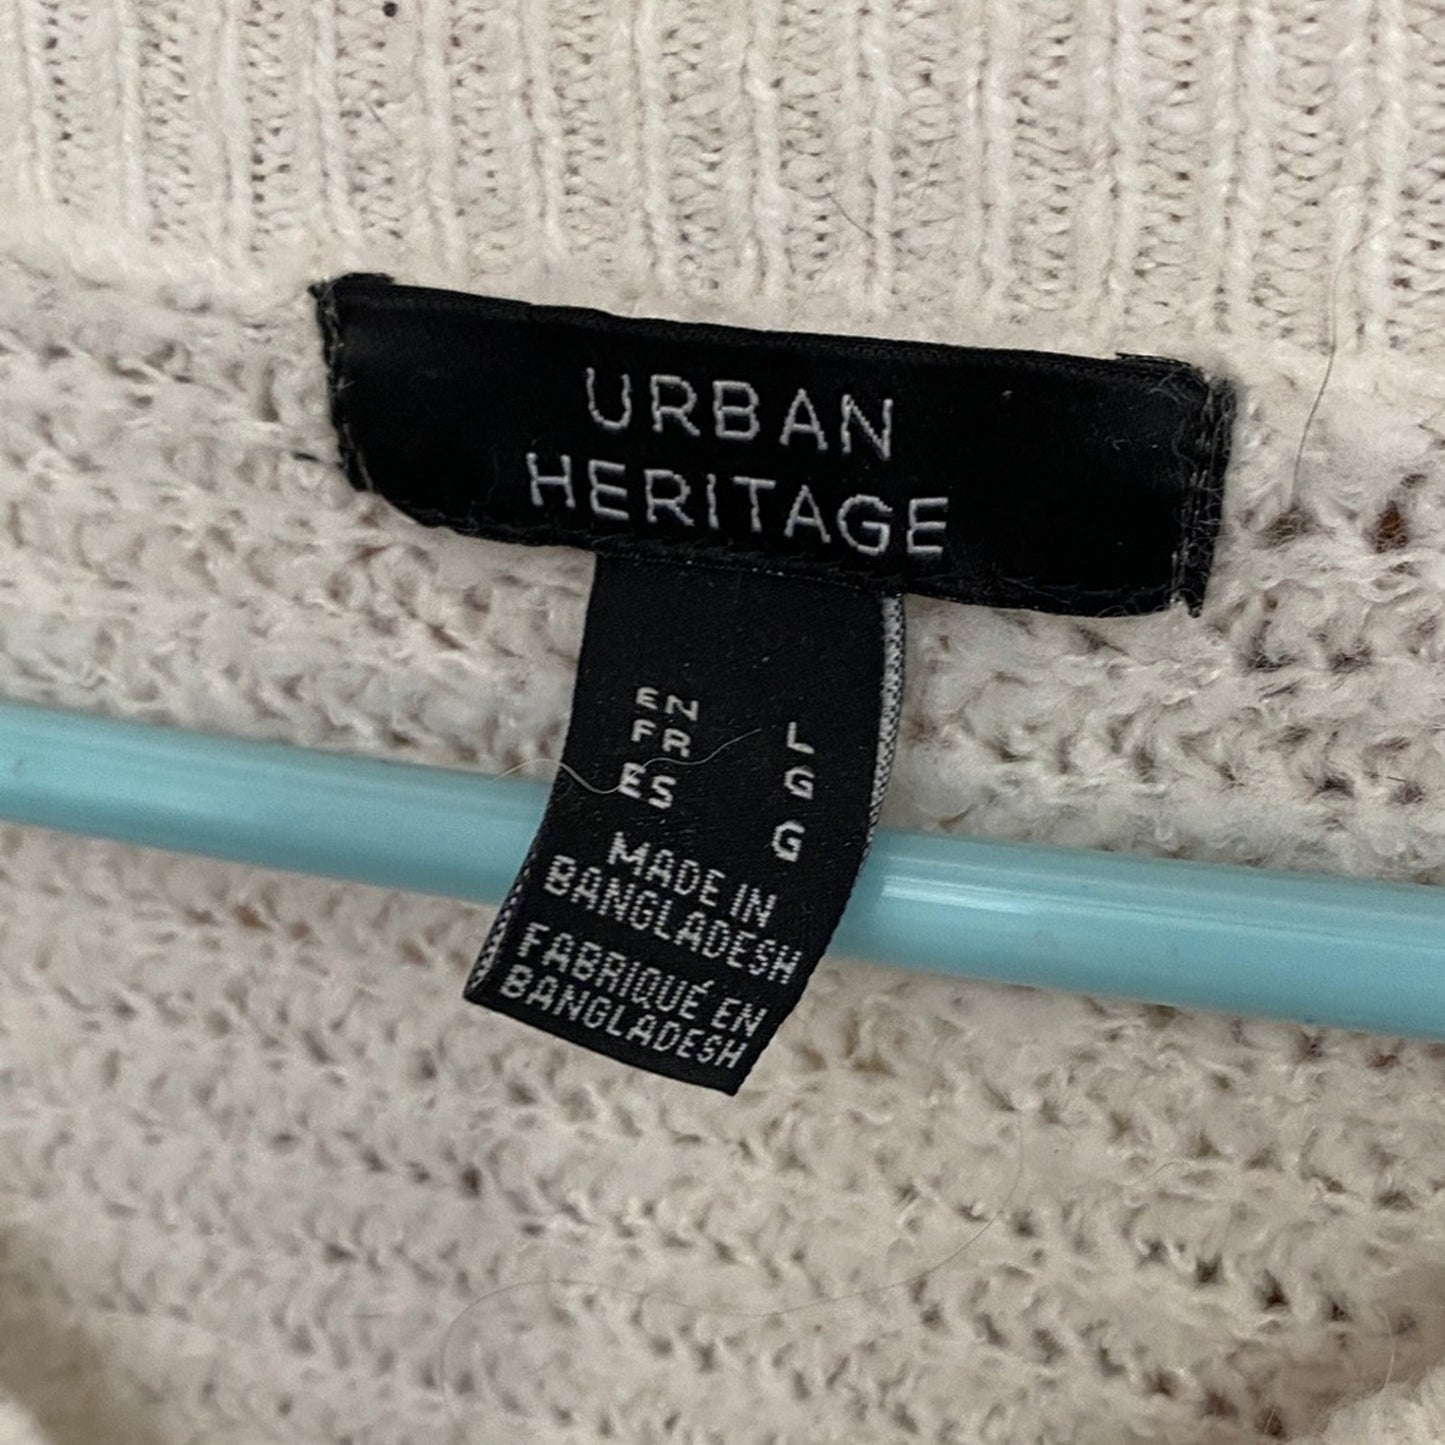 URBAN
HERITAGE
EN L
FR G
ES G
MADE IN
BANGLADESH
FABRIQUÉ EN
BANGLADESH